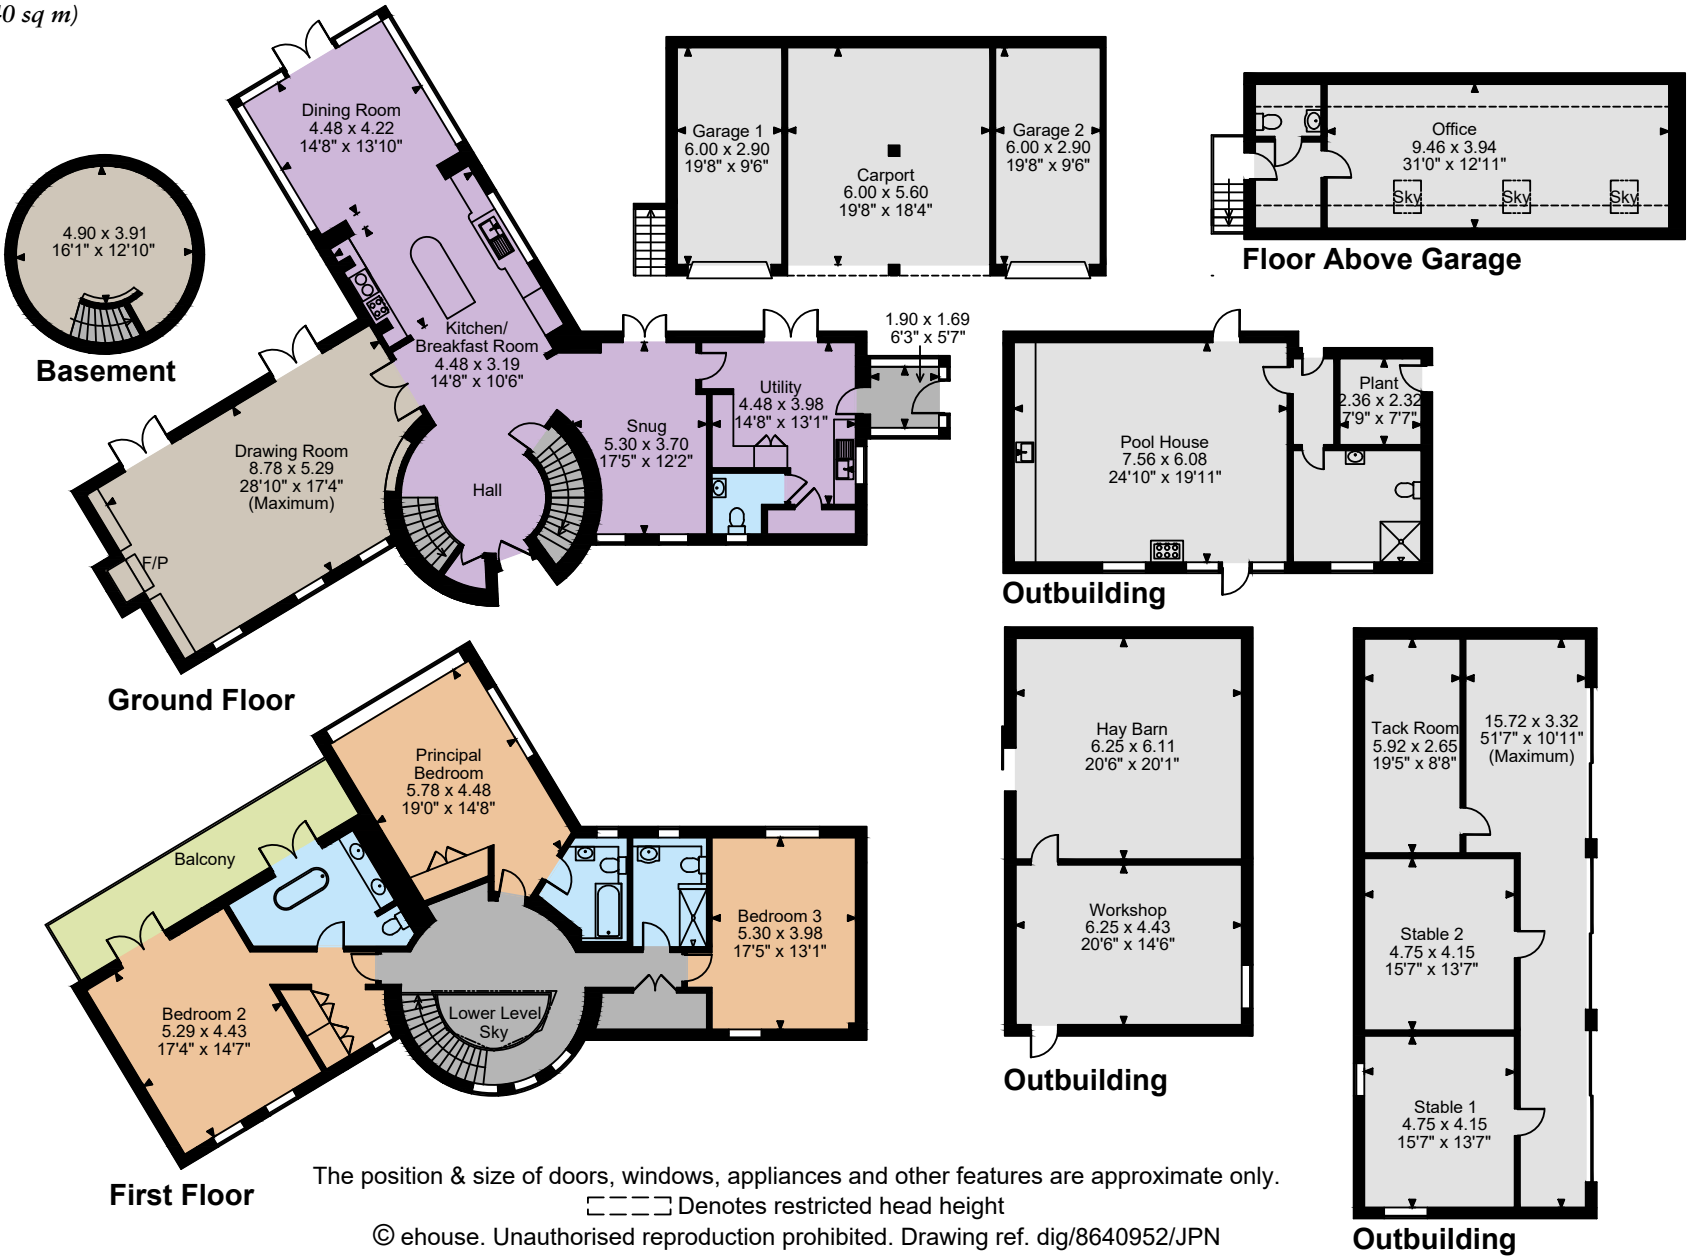 0 sq m)
Dining Room
4.48 x 4.22
14'8" x 13'10"
4.90 x 3.91
16'1" x 12'10"
Basement
Kitchen/
Breakfast Room
4.48 x 3.19
14'8" x 10'6"
Drawing Room
8.78 x 5.29
28'10" x 17'4"
(Maximum)
F/P
Hall
Snug
5.30 x 3.70
17'5" x 12'2"
Utility
4.48 x 3.98
14'8" x 13'1"
1.90 x 1.69
6'3" x 5'7"
Ground Floor
Garage 1
6.00 x 2.90
19'8" x 9'6"
Carport
6.00 x 5.60
19'8" x 18'4"
Garage 2
6.00 x 2.90
19'8" x 9'6"
Office
9.46 x 3.94
31'0" x 12'11"
Sky
Sky
Sky
Floor Above Garage
Pool House
7.56 x 6.08
24'10" x 19'11"
Plant
2.36 x 2.32
7'9" x 7'7"
Outbuilding
Principal
Bedroom
5.78 x 4.48
19'0" x 14'8"
Balcony
Bedroom 2
5.29 x 4.43
17'4" x 14'7"
Lower Level
Sky
Bedroom 3
5.30 x 3.98
17'5" x 13'1"
First Floor
Hay Barn
6.25 x 6.11
20'6" x 20'1"
Workshop
6.25 x 4.43
20'6" x 14'6"
Outbuilding
Tack Room
5.92 x 2.65
19'5" x 8'8"
15.72 x 3.32
51'7" x 10'11"
(Maximum)
Stable 2
4.75 x 4.15
15'7" x 13'7"
Stable 1
4.75 x 4.15
15'7" x 13'7"
Outbuilding
The position & size of doors, windows, appliances and other features are approximate only.
Denotes restricted head height
© ehouse. Unauthorised reproduction prohibited. Drawing ref. dig/8640952/JPN